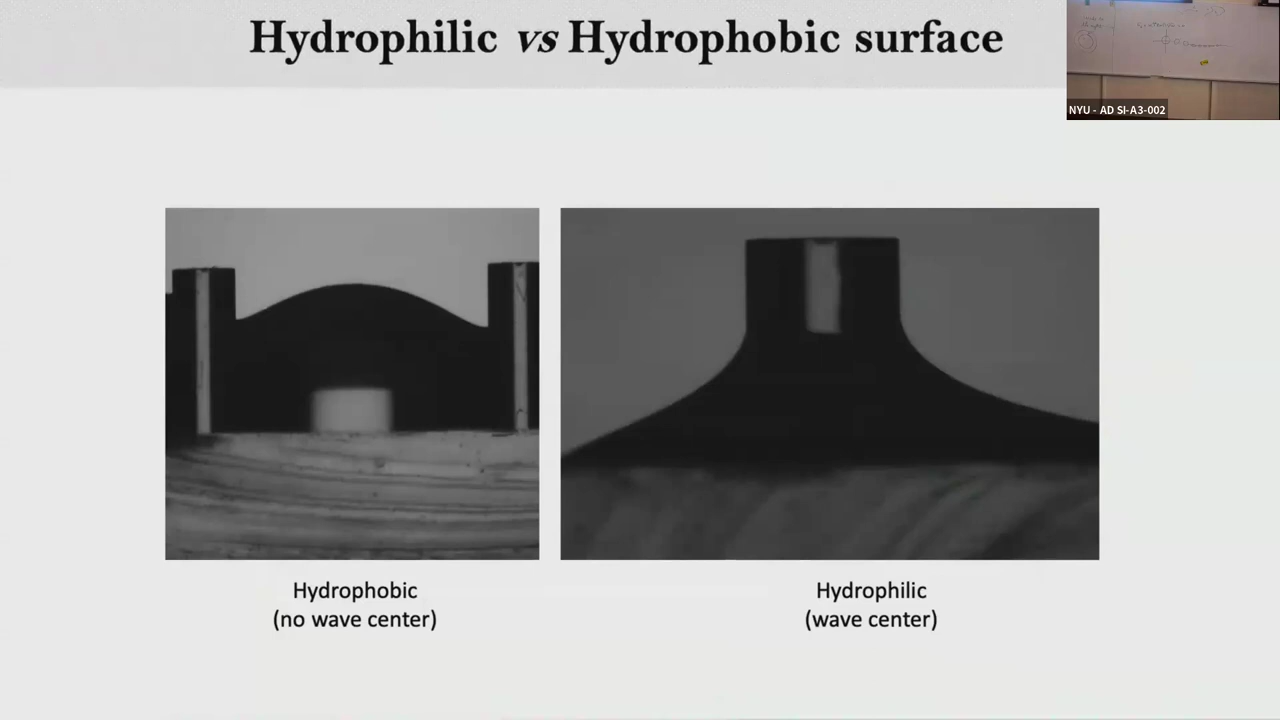 Hydrophilic vs Hydrophobic surface
NYU - AD SI-A3-002
Hydrophobic
(no wave center)
Hydrophilic
(wave center)